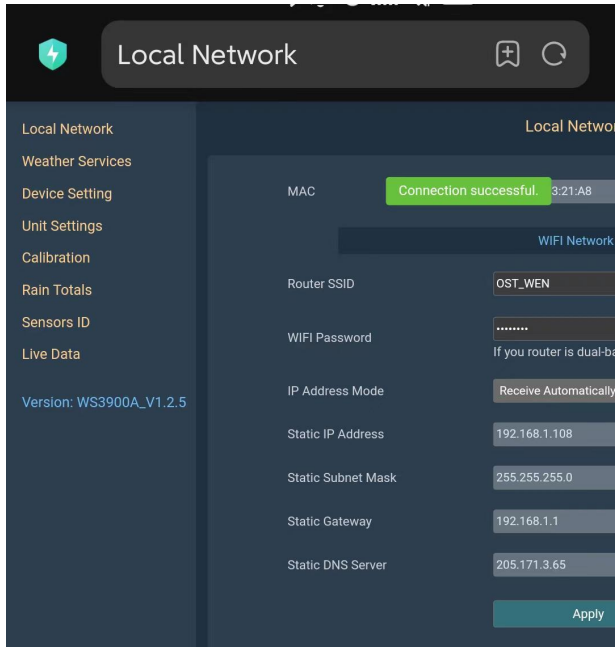 Local Network
Local Network
Weather Services
Device Setting
Unit Settings
Calibration
Rain Totals
Sensors ID
Live Data
Version: WS3900A_V1.2.5
Local Networ
MAC
Connection successful. 3:21:A8
WIFI Network
Router SSID
OST_WEN
WIFI Password
••••••••
If you router is dual-ba
IP Address Mode
Receive Automatically
Static IP Address
192.168.1.108
Static Subnet Mask
255.255.255.0
Static Gateway
192.168.1.1
Static DNS Server
205.171.3.65
Apply